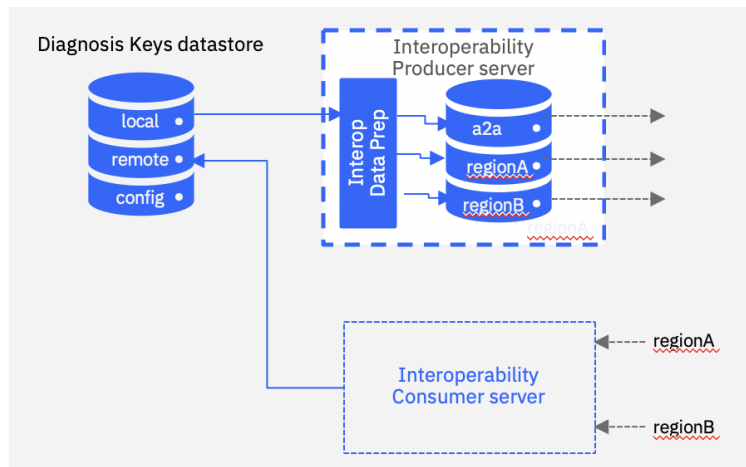 Diagnosis Keys datastore
local
remote
config
Interoperability
Producer server
Interop
Data Prep
a2a
regionA
regionB
regionA
Interoperability
Consumer server
regionA
regionB